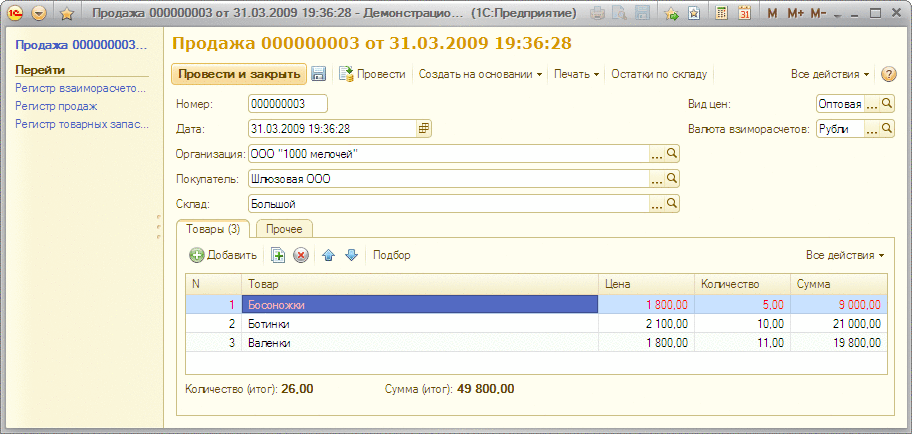 Продажа 000000003 от 31.03.2009 19:36:28 - Демонстрацио... (1С:Предприятие)
M M+ M-
31
Продажа 000000003...
Перейти
Регистр взаиморасчето...
Регистр продаж
Регистр товарных запас...
Продажа 000000003 от 31.03.2009 19:36:28
Провести и закрыть Провести Создать на основании Печать Остатки по складу Все действия ?
Номер: 000000003 Вид цен: Оптовая ...
Дата: 31.03.2009 19:36:28 Валюта взиморасчетов: Рубли ...
Организация: ООО "1000 мелочей" ...
Покупатель: Шлюзовая ООО ...
Склад: Большой ...
Товары (3) Прочее
Добавить Подбор Все действия
N Товар Цена Количество Сумма
1 Босоножки 1 800,00 5,00 9 000,00
2 Ботинки 2 100,00 10,00 21 000,00
3 Валенки 1 800,00 11,00 19 800,00
Количество (итог): 26,00 Сумма (итог): 49 800,00